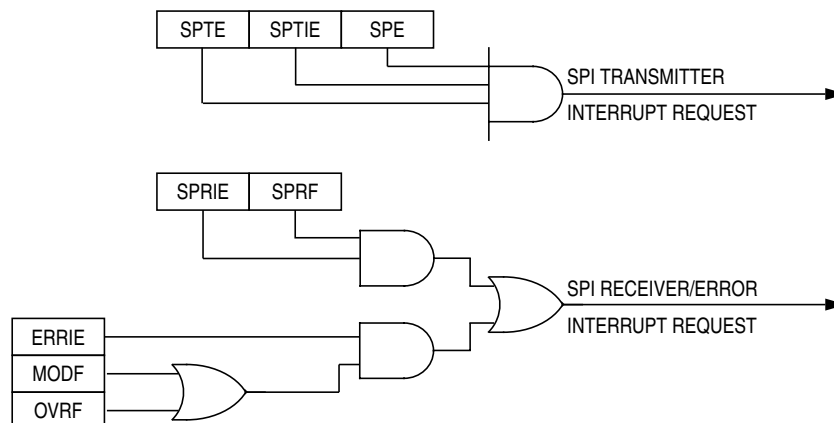 SPTE SPTIE SPE
SPI TRANSMITTER
INTERRUPT REQUEST
SPRIE SPRF
SPI RECEIVER/ERROR
INTERRUPT REQUEST
ERRIE
MODF
OVRF